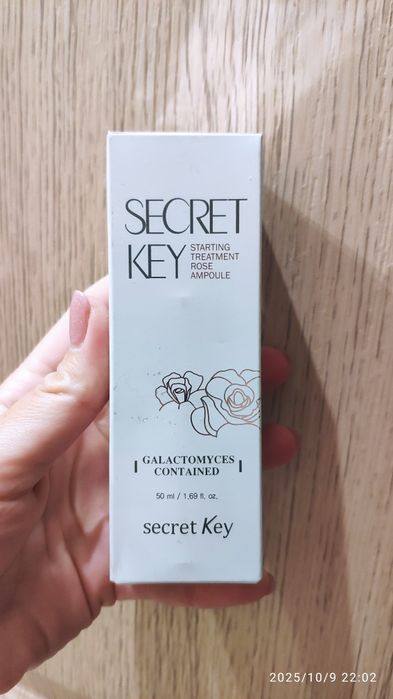 SECRET
KEY
STARTING
TREATMENT
ROSE
AMPOULE
GALACTOMYCES
CONTAINED
50 ml / 1.69 fl. oz.
secret Key
2025/10/9 22:02